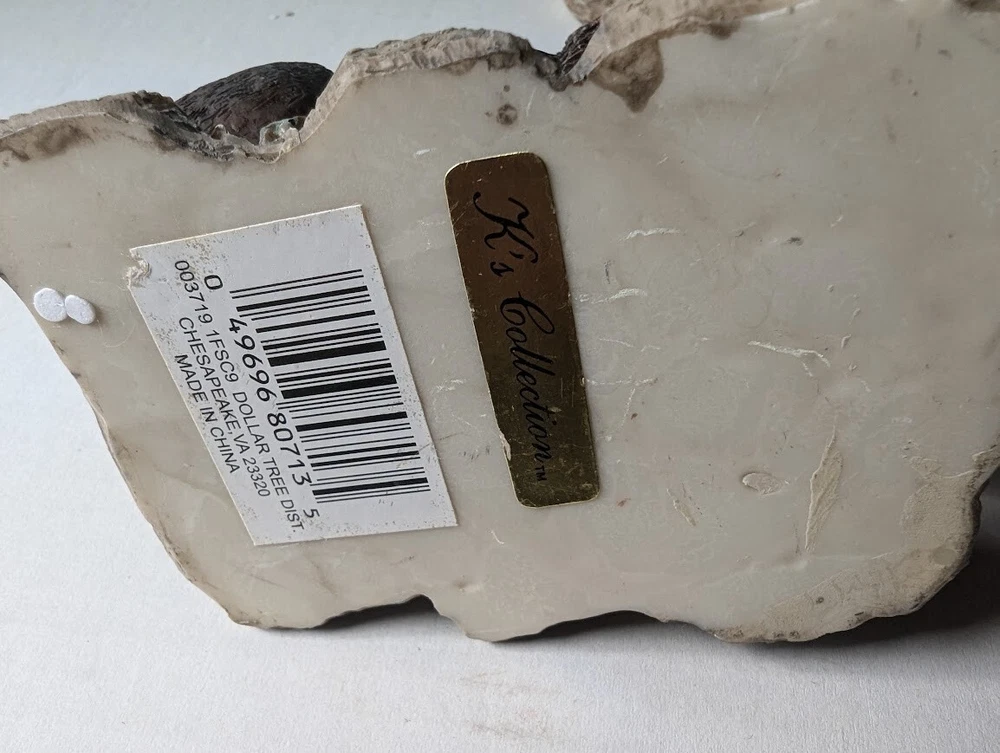 0 49696 80713 5
003719 1FSC9 DOLLAR TREE DIST.
CHESAPEAKE, VA 23320
MADE IN CHINA
K's Collection™